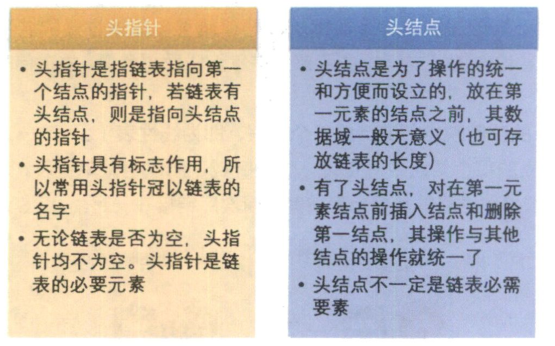 头指针
• 头指针是指链表指向第一
个结点的指针，若链表有
头结点，则是指向头结点
的指针
• 头指针具有标志作用，所
以常用头指针冠以链表的
名字
• 无论链表是否为空，头指
针均不为空。头指针是链
表的必要元素
头结点
• 头结点是为了操作的统一
和方便而设立的，放在第
一元素的结点之前，其数
据域一般无意义（也可存
放链表的长度）
• 有了头结点，对在第一元
素结点前插入结点和删除
第一结点，其操作与其他
结点的操作就统一了
• 头结点不一定是链表必需
要素